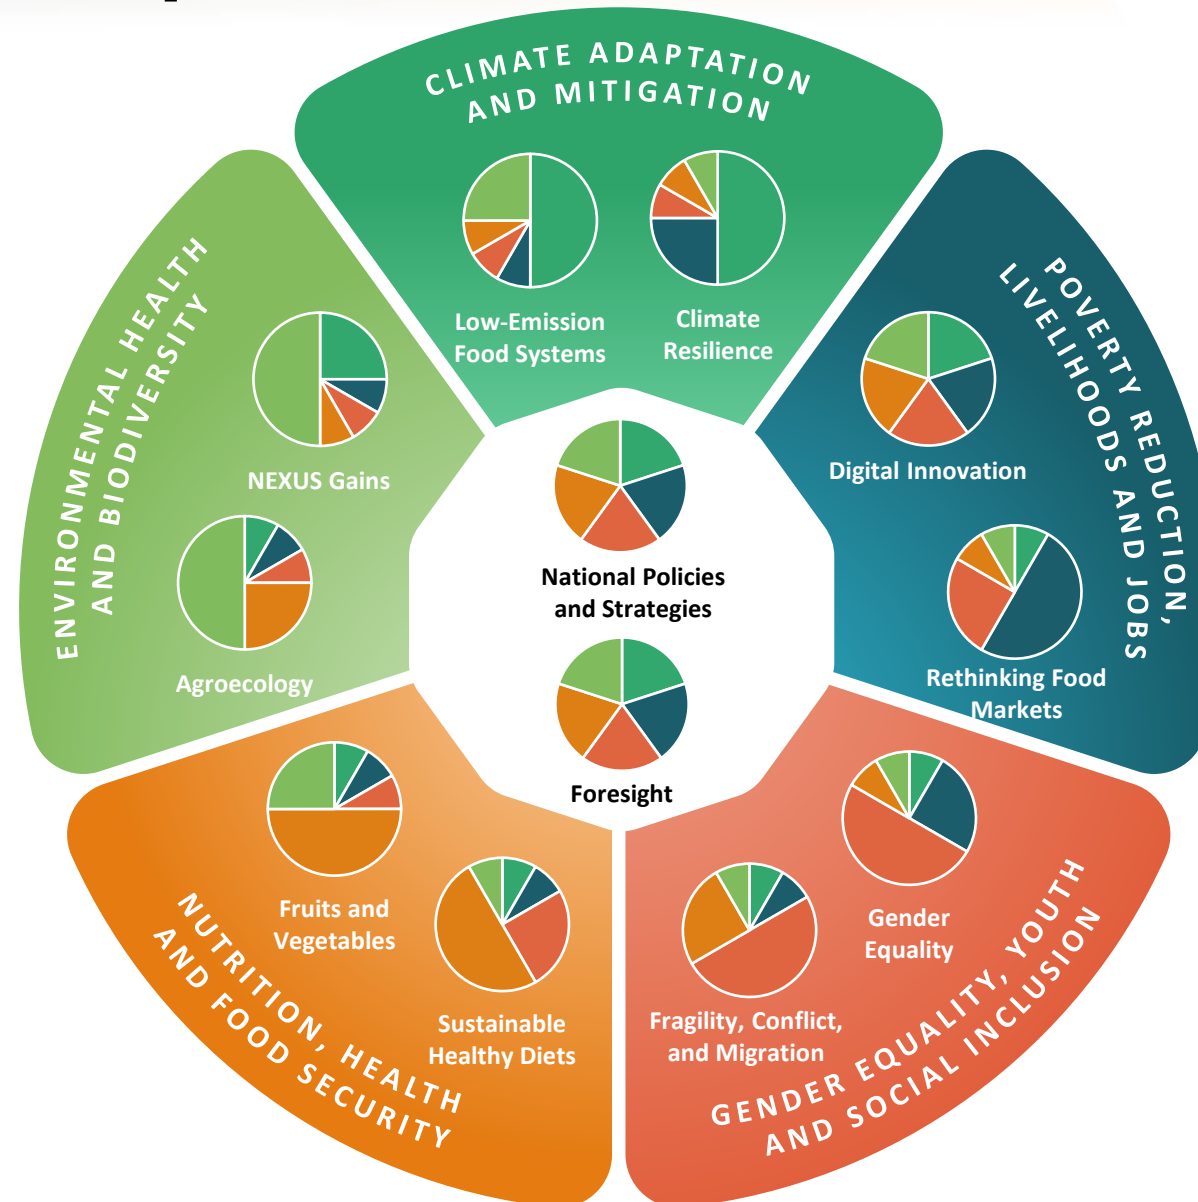 CLIMATE ADAPTATION
AND MITIGATION
Low-Emission
Food Systems
Climate
Resilience
POVERTY REDUCTION,
LIVELIHOODS AND JOBS
Digital Innovation
Rethinking Food
Markets
ENVIRONMENTAL HEALTH
AND BIODIVERSITY
NEXUS Gains
Agroecology
National Policies
and Strategies
Foresight
Fruits and
Vegetables
Sustainable
Healthy Diets
NUTRITION, HEALTH
AND FOOD SECURITY
Gender
Equality
Fragility, Conflict,
and Migration
GENDER EQUALITY, YOUTH
AND SOCIAL INCLUSION